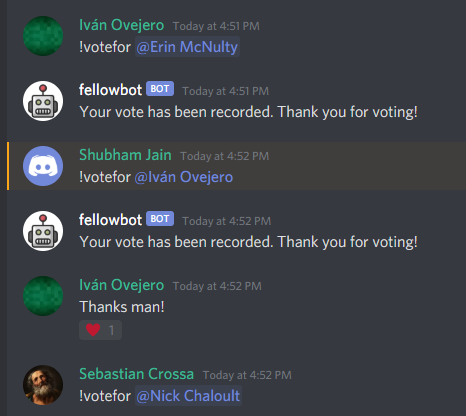 Iván Ovejero Today at 4:51 PM
!votefor @Erin McNulty
fellowbot BOT Today at 4:51 PM
Your vote has been recorded. Thank you for voting!
Shubham Jain Today at 4:52 PM
!votefor @Iván Ovejero
fellowbot BOT Today at 4:52 PM
Your vote has been recorded. Thank you for voting!
Iván Ovejero Today at 4:52 PM
Thanks man!
1
Sebastian Crossa Today at 4:52 PM
!votefor @Nick Chaloult